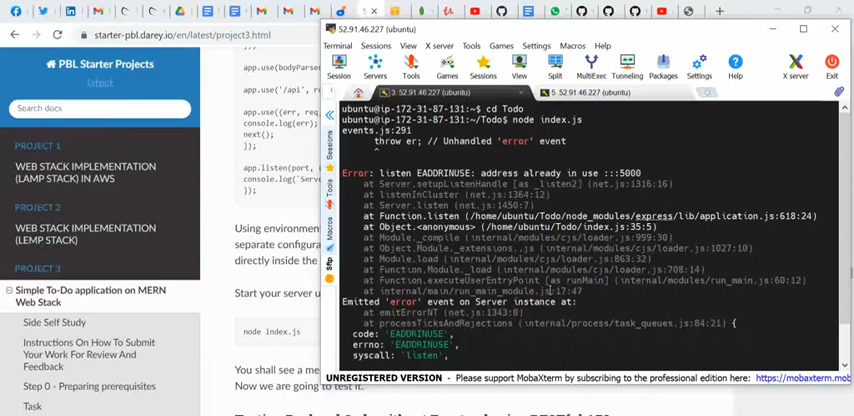 starter-pbl.darey.io/en/latest/project3.html
PBL Starter Projects
latest
Search docs
PROJECT 1
WEB STACK IMPLEMENTATION
(LAMP STACK) IN AWS
PROJECT 2
WEB STACK IMPLEMENTATION
(LEMP STACK)
PROJECT 3
Simple To-Do application on MERN
Web Stack
Side Self Study
Instructions On How To Submit
Your Work For Review And
Feedback
Step 0 - Preparing prerequisites
Task
app.use(bodyParser
app.use('/api', ro
app.use((err, req,
console.log(err);
next();
});
app.listen(port, (
console.log(`Serve
});
Using environmen
separate configura
directly inside the
Start your server u
node index.js
You shall see a me
Now we are going to test it.
52.91.46.227 (ubuntu)
Terminal Sessions View X server Tools Games Settings Macros Help
Session Servers Tools Games Sessions View Split MultiExec Tunneling Packages Settings Help X server Exit
3. 52.91.46.227 (ubuntu)
5. 52.91.46.227 (ubuntu)
Sessions
Tools
Macros
Sftp
ubuntu@ip-172-31-87-131:~$ cd Todo
ubuntu@ip-172-31-87-131:~/Todo$ node index.js
events.js:291
throw er; // Unhandled 'error' event
^
Error: listen EADDRINUSE: address already in use :::5000
at Server.setupListenHandle [as _listen2] (net.js:1316:16)
at listenInCluster (net.js:1364:12)
at Server.listen (net.js:1450:7)
at Function.listen (/home/ubuntu/Todo/node_modules/express/lib/application.js:618:24)
at Object.<anonymous> (/home/ubuntu/Todo/index.js:35:5)
at Module._compile (internal/modules/cjs/loader.js:999:30)
at Object.Module._extensions..js (internal/modules/cjs/loader.js:1027:10)
at Module.load (internal/modules/cjs/loader.js:863:32)
at Function.Module._load (internal/modules/cjs/loader.js:708:14)
at Function.executeUserEntryPoint [as runMain] (internal/modules/run_main.js:60:12)
at internal/main/run_main_module.js:17:47
Emitted 'error' event on Server instance at:
at emitErrorNT (net.js:1343:8)
at processTicksAndRejections (internal/process/task_queues.js:84:21) {
code: 'EADDRINUSE',
errno: 'EADDRINUSE',
syscall: 'listen',
UNREGISTERED VERSION - Please support MobaXterm by subscribing to the professional edition here: https://mobaxterm.mob